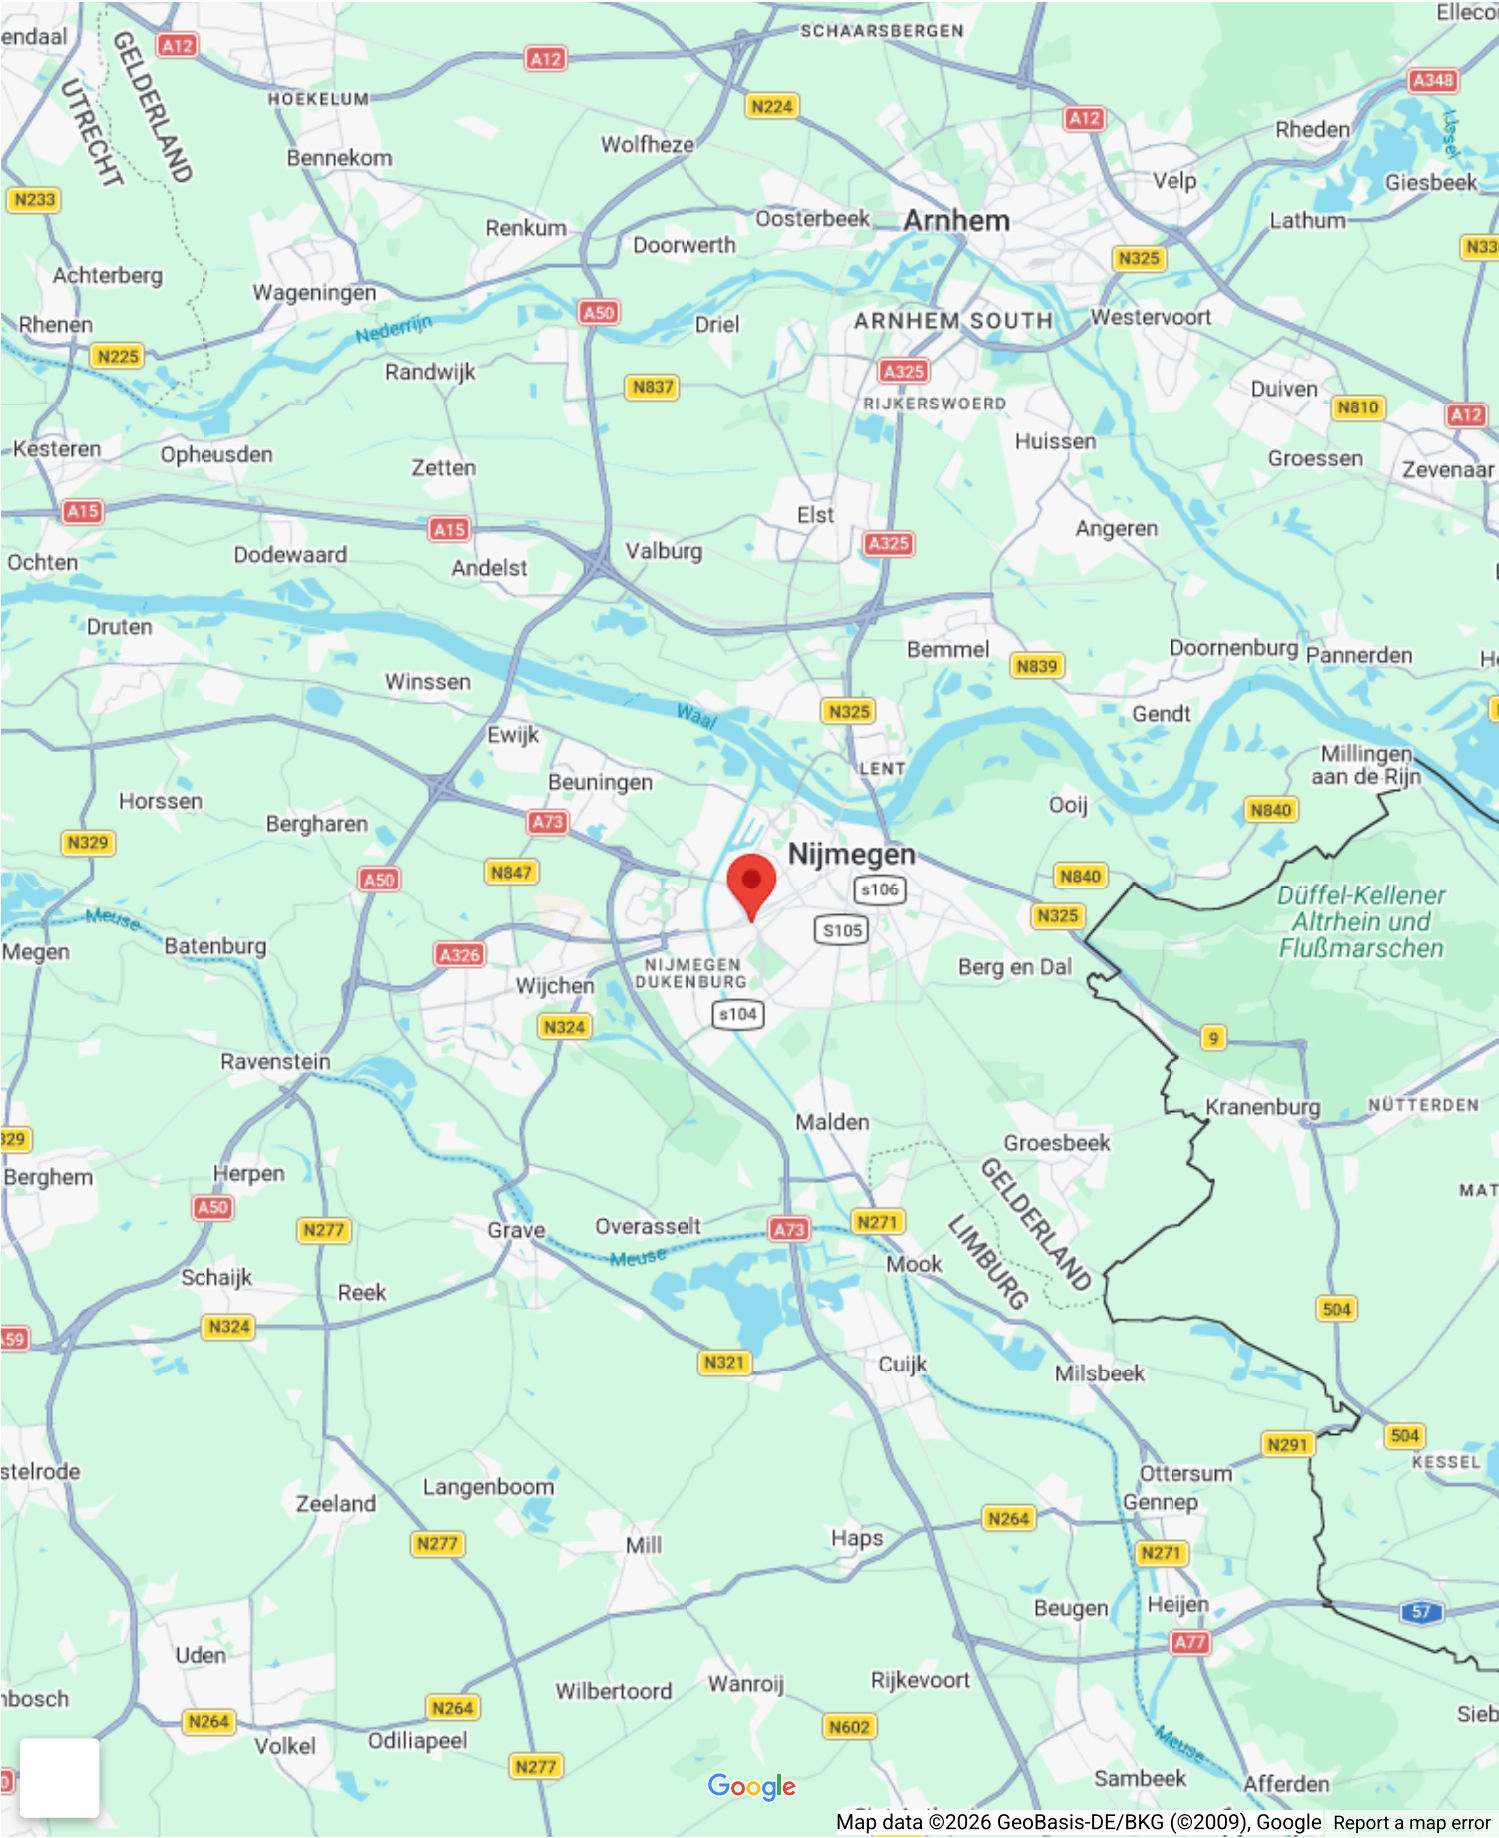 SCHAARSBERGEN
endaal
A12
A12
A348
HOEKELUM
N224
A12
Rheden
GELDERLAND
UTRECHT
IJssel
Wolfheze
Bennekom
Velp
Giesbeek
N233
Oosterbeek
Arnhem
Lathum
Renkum
Doorwerth
N325
Achterberg
Wageningen
Nederrijn
A50
Driel
ARNHEM SOUTH
Westervoort
Rhenen
N225
Randwijk
A325
N837
Duiven
RIJKERSWOERD
N810
A12
Huissen
Kesteren
Opheusden
Zetten
Groessen
Zevenaar
A15
A15
Elst
Angeren
A325
Ochten
Dodewaard
Andelst
Valburg
Druten
Bemmel
Doornenburg
Pannerden
N839
Winssen
Waal
N325
Gendt
Ewijk
Millingen
aan de Rijn
LENT
Beuningen
Horssen
Ooij
N840
Bergharen
A73
N329
Nijmegen
N847
A50
s106
N840
Düffel-Kellener
Altrhein und
Flußmarschen
Meuse
N325
S105
Megen
Batenburg
A326
NIJMEGEN
DUKENBURG
Berg en Dal
Wijchen
s104
N324
9
Ravenstein
Kranenburg
NÜTTERDEN
Malden
Groesbeek
329
Berghem
Herpen
GELDERLAND
LIMBURG
A50
N277
Grave
Overasselt
A73
N271
Meuse
Mook
Schaijk
Reek
504
N324
A59
N321
Cuijk
Milsbeek
504
N291
KESSEL
stelrode
Ottersum
Langenboom
Zeeland
Gennep
N264
N277
Mill
Haps
N271
Beugen
Heijen
57
A77
Uden
Wanroij
Rijkevoort
Wilbertoord
nbosch
N264
N264
N602
Volkel
Odiliapeel
Meuse
N277
Sambeek
Afferden
Google
Map data ©2026 GeoBasis-DE/BKG (©2009), Google
Report a map error